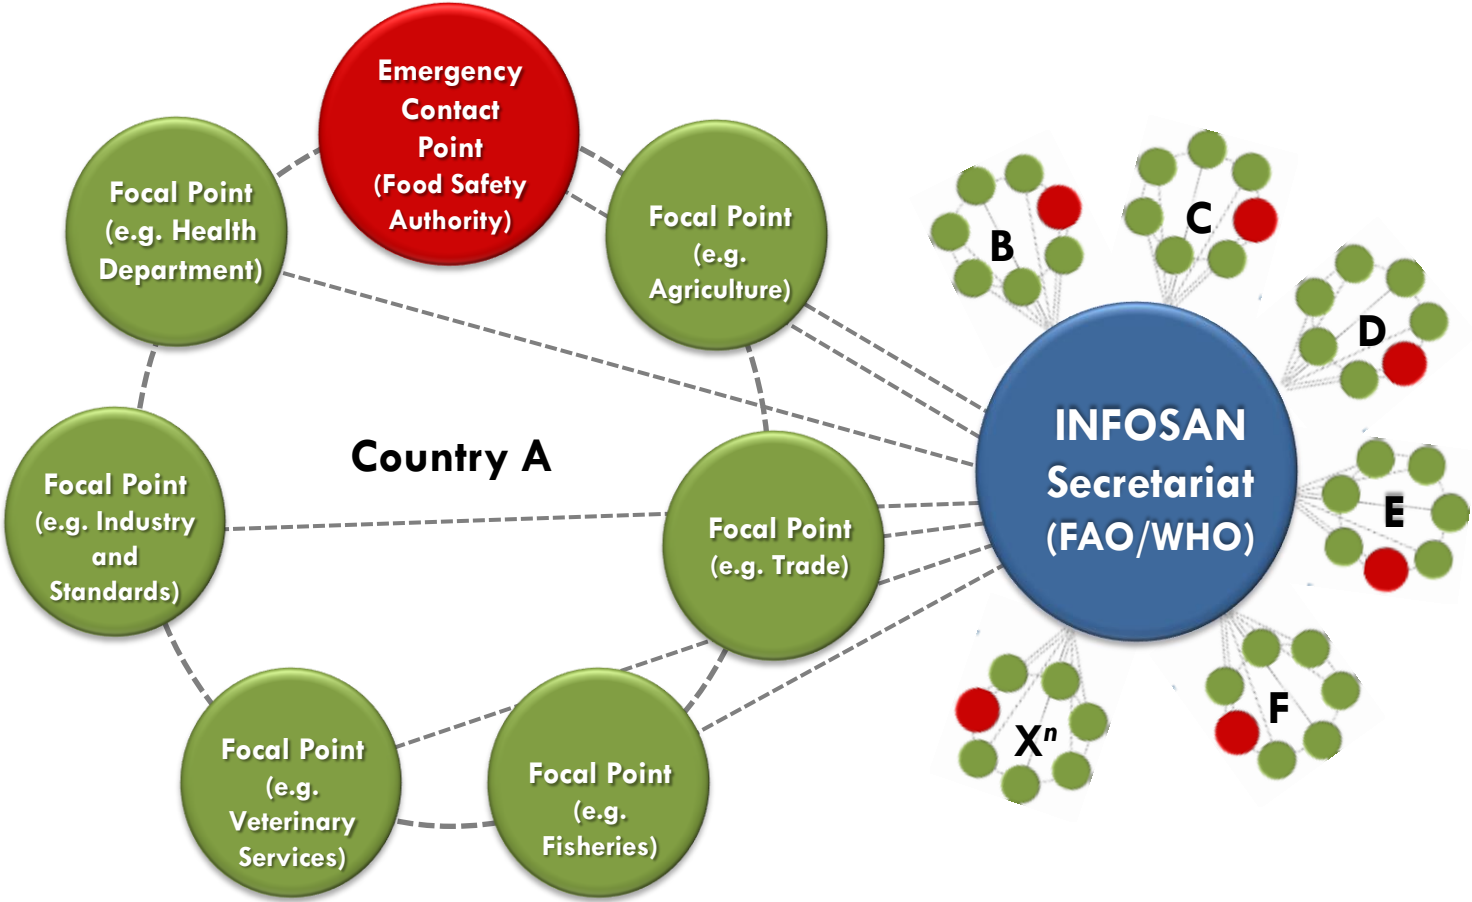 Emergency
Contact
Point
(Food Safety
Authority)
Focal Point
(e.g. Health
Department)
Focal Point
(e.g.
Agriculture)
Country A
Focal Point
(e.g. Industry
and
Standards)
Focal Point
(e.g. Trade)
Focal Point
(e.g.
Veterinary
Services)
Focal Point
(e.g.
Fisheries)
INFOSAN
Secretariat
(FAO/WHO)
B
C
D
E
F
Xⁿ